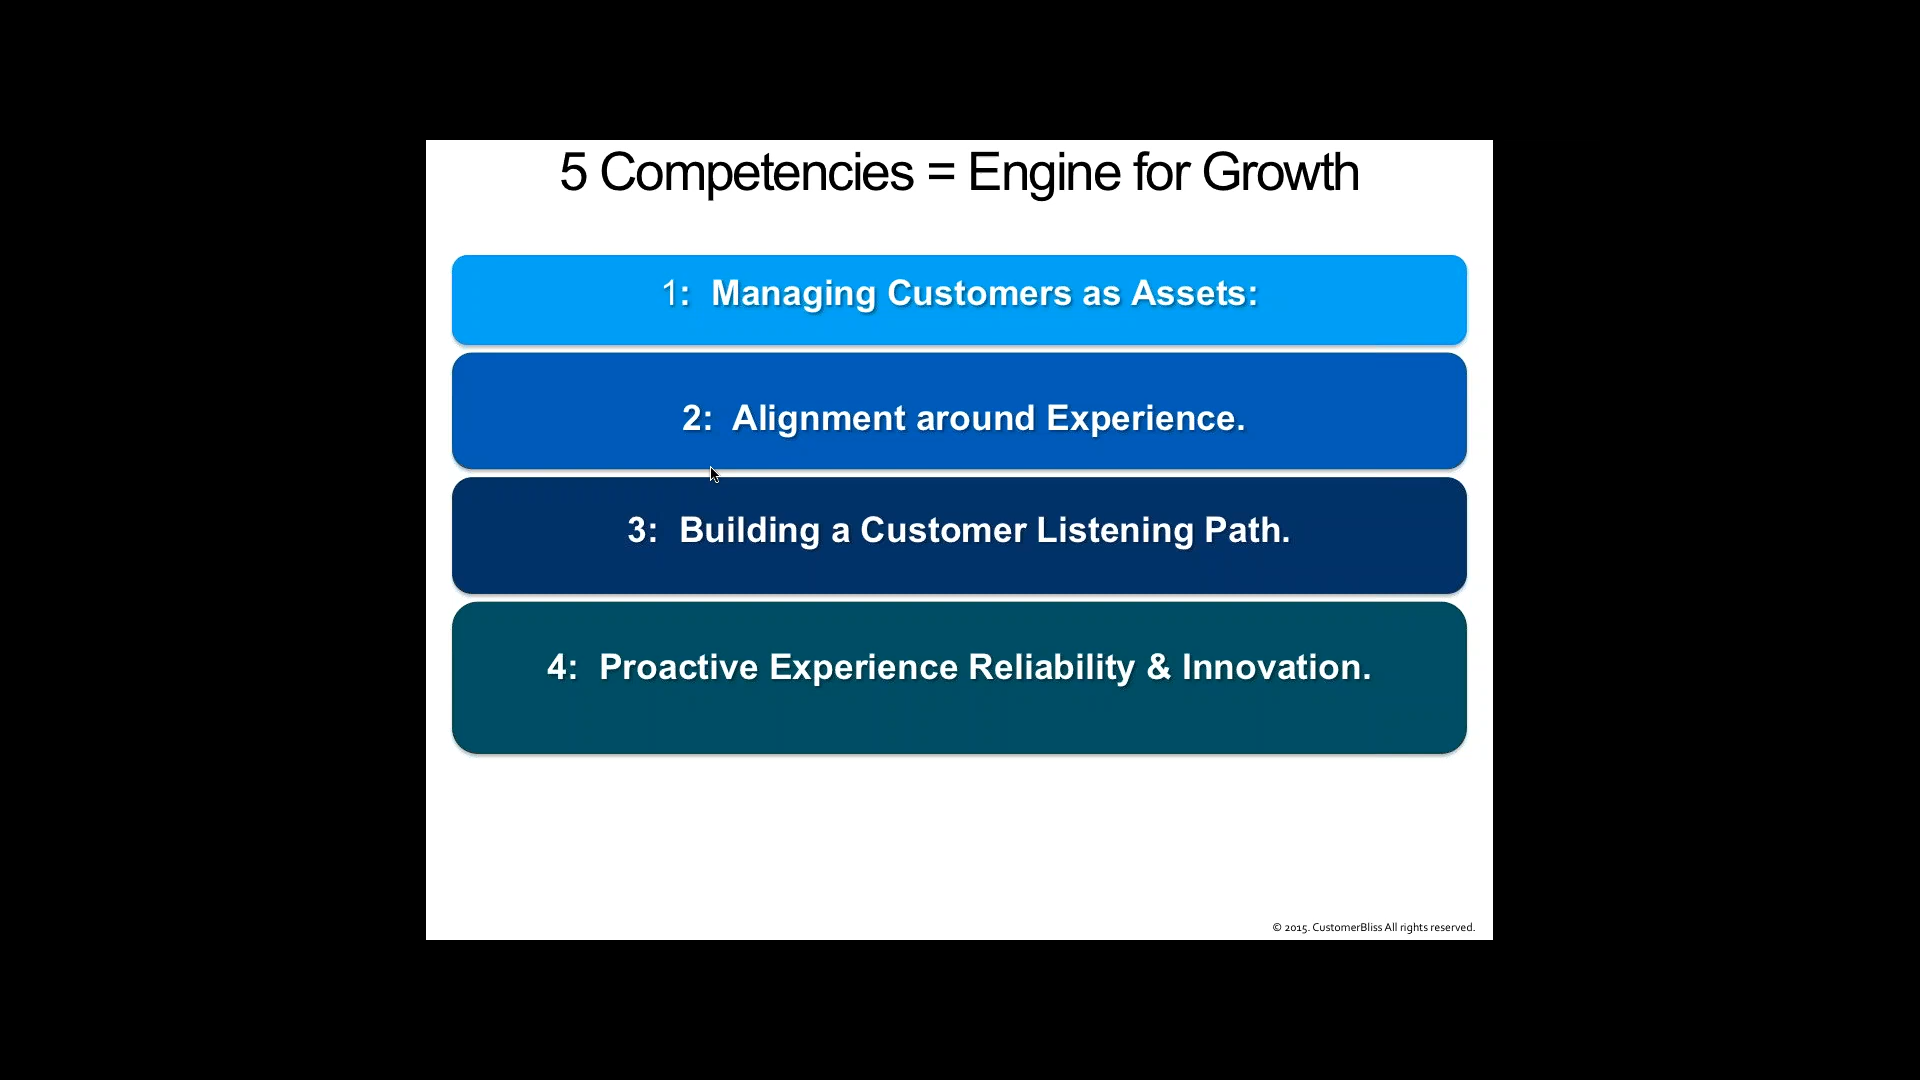 5 Competencies = Engine for Growth
1:  Managing Customers as Assets:
2:  Alignment around Experience.
3:  Building a Customer Listening Path.
4:  Proactive Experience Reliability & Innovation.
© 2015. CustomerBliss All rights reserved.